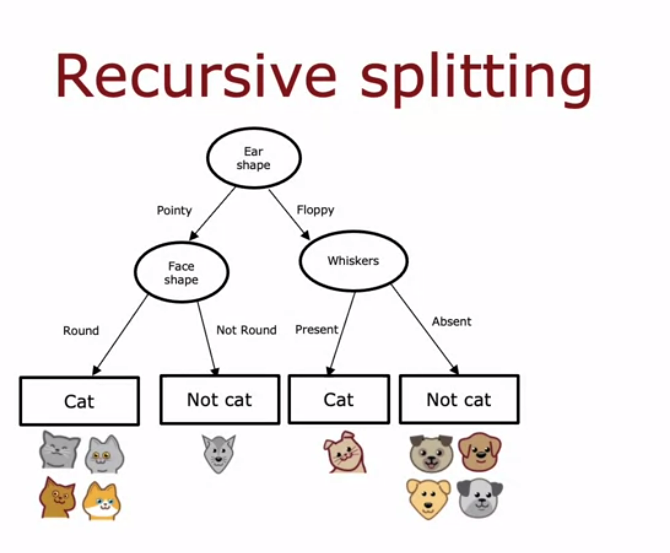 Recursive splitting
Ear
shape
Pointy
Floppy
Face
shape
Whiskers
Round
Not Round
Present
Absent
Cat
Not cat
Cat
Not cat